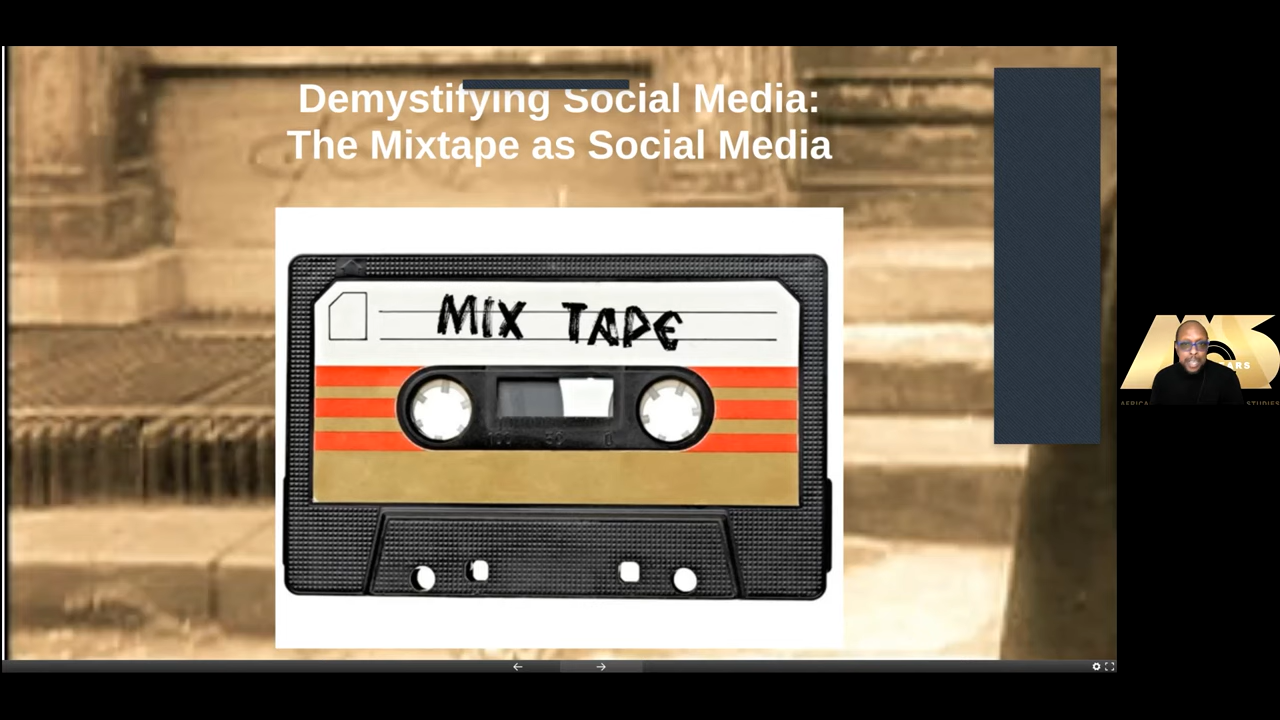 Demystifying Social Media:
The Mixtape as Social Media
MIX TAPE